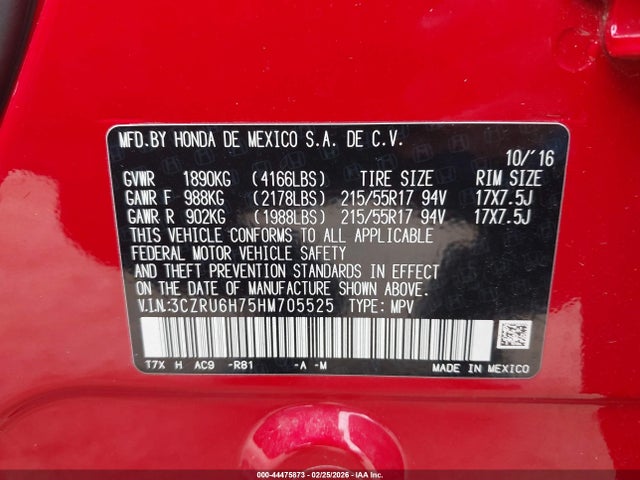 MFD.BY HONDA DE MEXICO S.A. DE C.V.
10/'16
GVWR 1890KG (4166LBS) TIRE SIZE RIM SIZE
GAWR F 988KG (2178LBS) 215/55R17 94V 17X7.5J
GAWR R 902KG (1988LBS) 215/55R17 94V 17X7.5J
THIS VEHICLE CONFORMS TO ALL APPLICABLE
FEDERAL MOTOR VEHICLE SAFETY
AND THEFT PREVENTION STANDARDS IN EFFECT
ON THE DATE OF MANUFACTURE SHOWN ABOVE.
V.I.N.:3CZRU6H75HM705525 TYPE: MPV
T7X H AC9 -R81 -A -M
MADE IN MEXICO
000-44475873 - 02/25/2026 - Copyright © IAA, Inc.